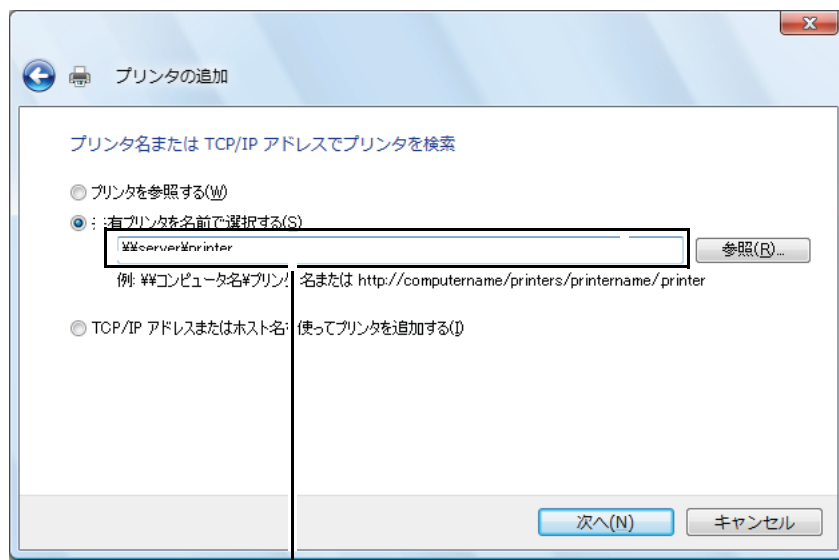 プリンタの追加
プリンタ名または TCP/IP アドレスでプリンタを検索
プリンタを参照する(W)
有プリンタを名前で選択する(S)
¥¥server¥printer
参照(R)...
例: ¥¥コンピュータ名¥プリン 名または http://computername/printers/printername/.printer
TCP/IP アドレスまたはホスト名 使ってプリンタを追加する(I)
次へ(N)
キャンセル